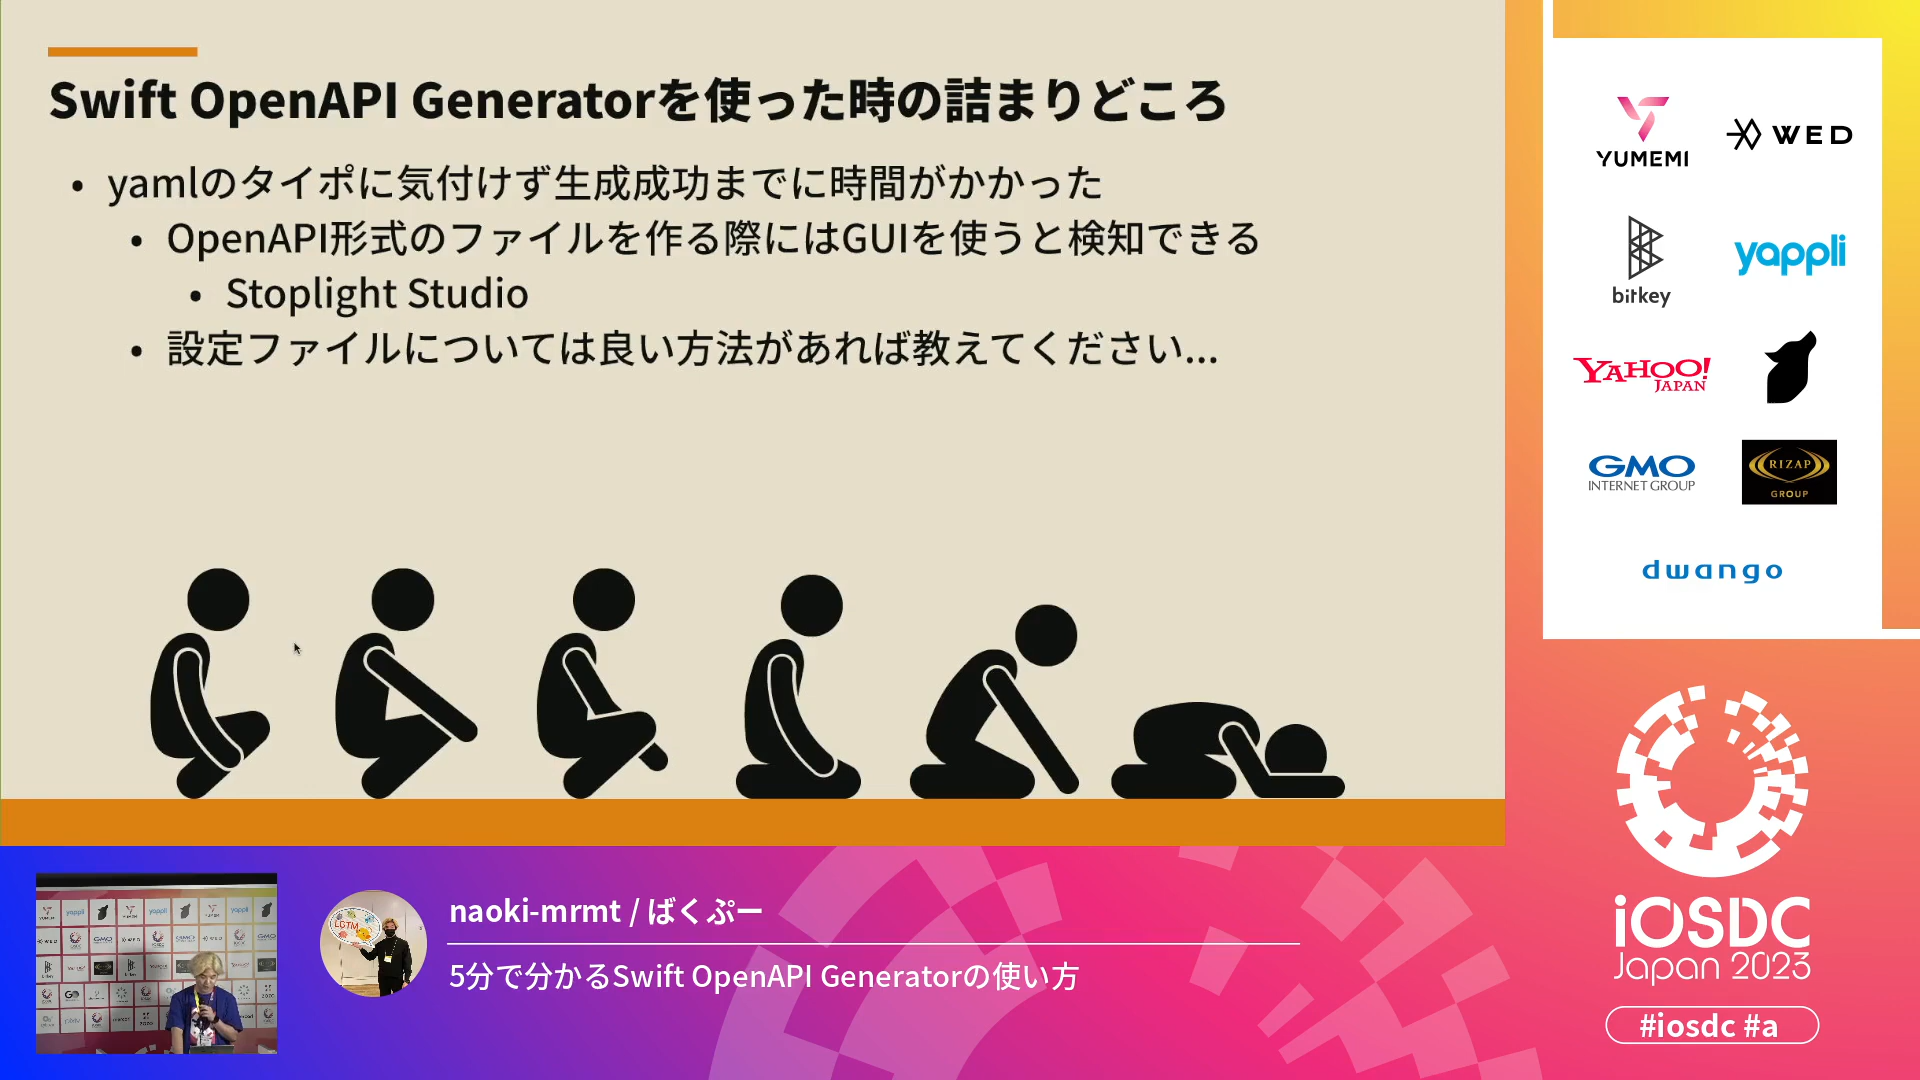 Swift OpenAPI Generatorを使った時の詰まりどころ
• yamlのタイポに気付けず生成成功までに時間がかかった
• OpenAPI形式のファイルを作る際にはGUIを使うと検知できる
• Stoplight Studio
• 設定ファイルについては良い方法があれば教えてください...
YUMEMI
WED
bitkey
yappli
YAHOO!
JAPAN
GMO
INTERNET GROUP
RIZAP
GROUP
dwango
LGTM
naoki-mrmt / ばくぷー
5分で分かるSwift OpenAPI Generatorの使い方
iOSDC
Japan 2023
#iosdc #a